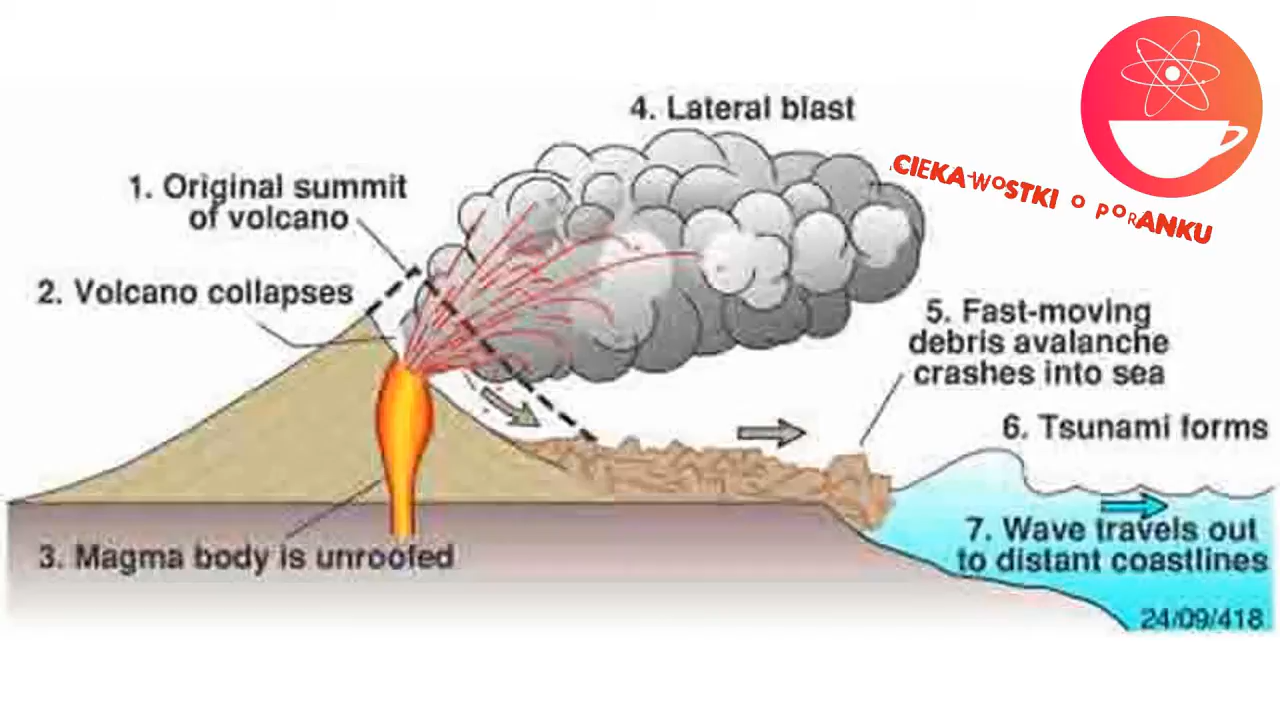 4. Lateral blast
CIEKAWOSTKI O PORANKU
1. Original summit
of volcano
2. Volcano collapses
5. Fast-moving
debris avalanche
crashes into sea
6. Tsunami forms
7. Wave travels out
to distant coastlines
3. Magma body is unroofed
24/09/418